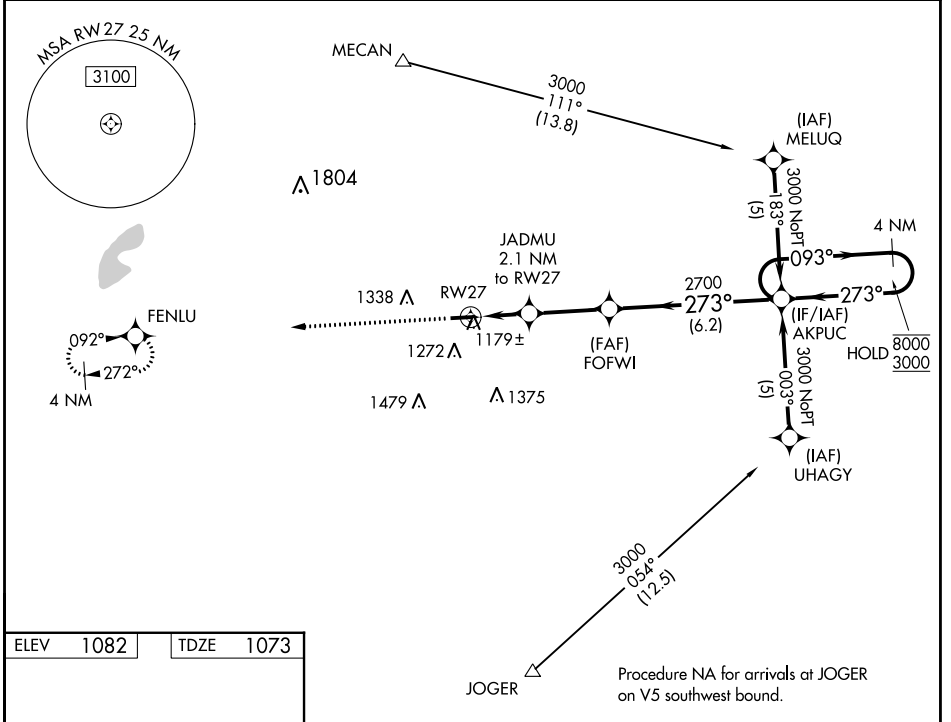 MSA RW27 25 NM
3100
MECAN
3000
111°
(13.8)
(IAF)
MELUQ
3000 NoPT
183°
(5)
4 NM
093°
1804
JADMU
2.1 NM
to RW27
RW27
1338
1179±
1272
1479
1375
2700
273°
(6.2)
(FAF)
FOFWI
273°
(IF/IAF)
AKPUC
HOLD
8000
3000
3000 NoPT
003°
(5)
(IAF)
UHAGY
FENLU
092°
272°
4 NM
3000
054°
(12.5)
JOGER
Procedure NA for arrivals at JOGER
on V5 southwest bound.
ELEV 1082
TDZE 1073